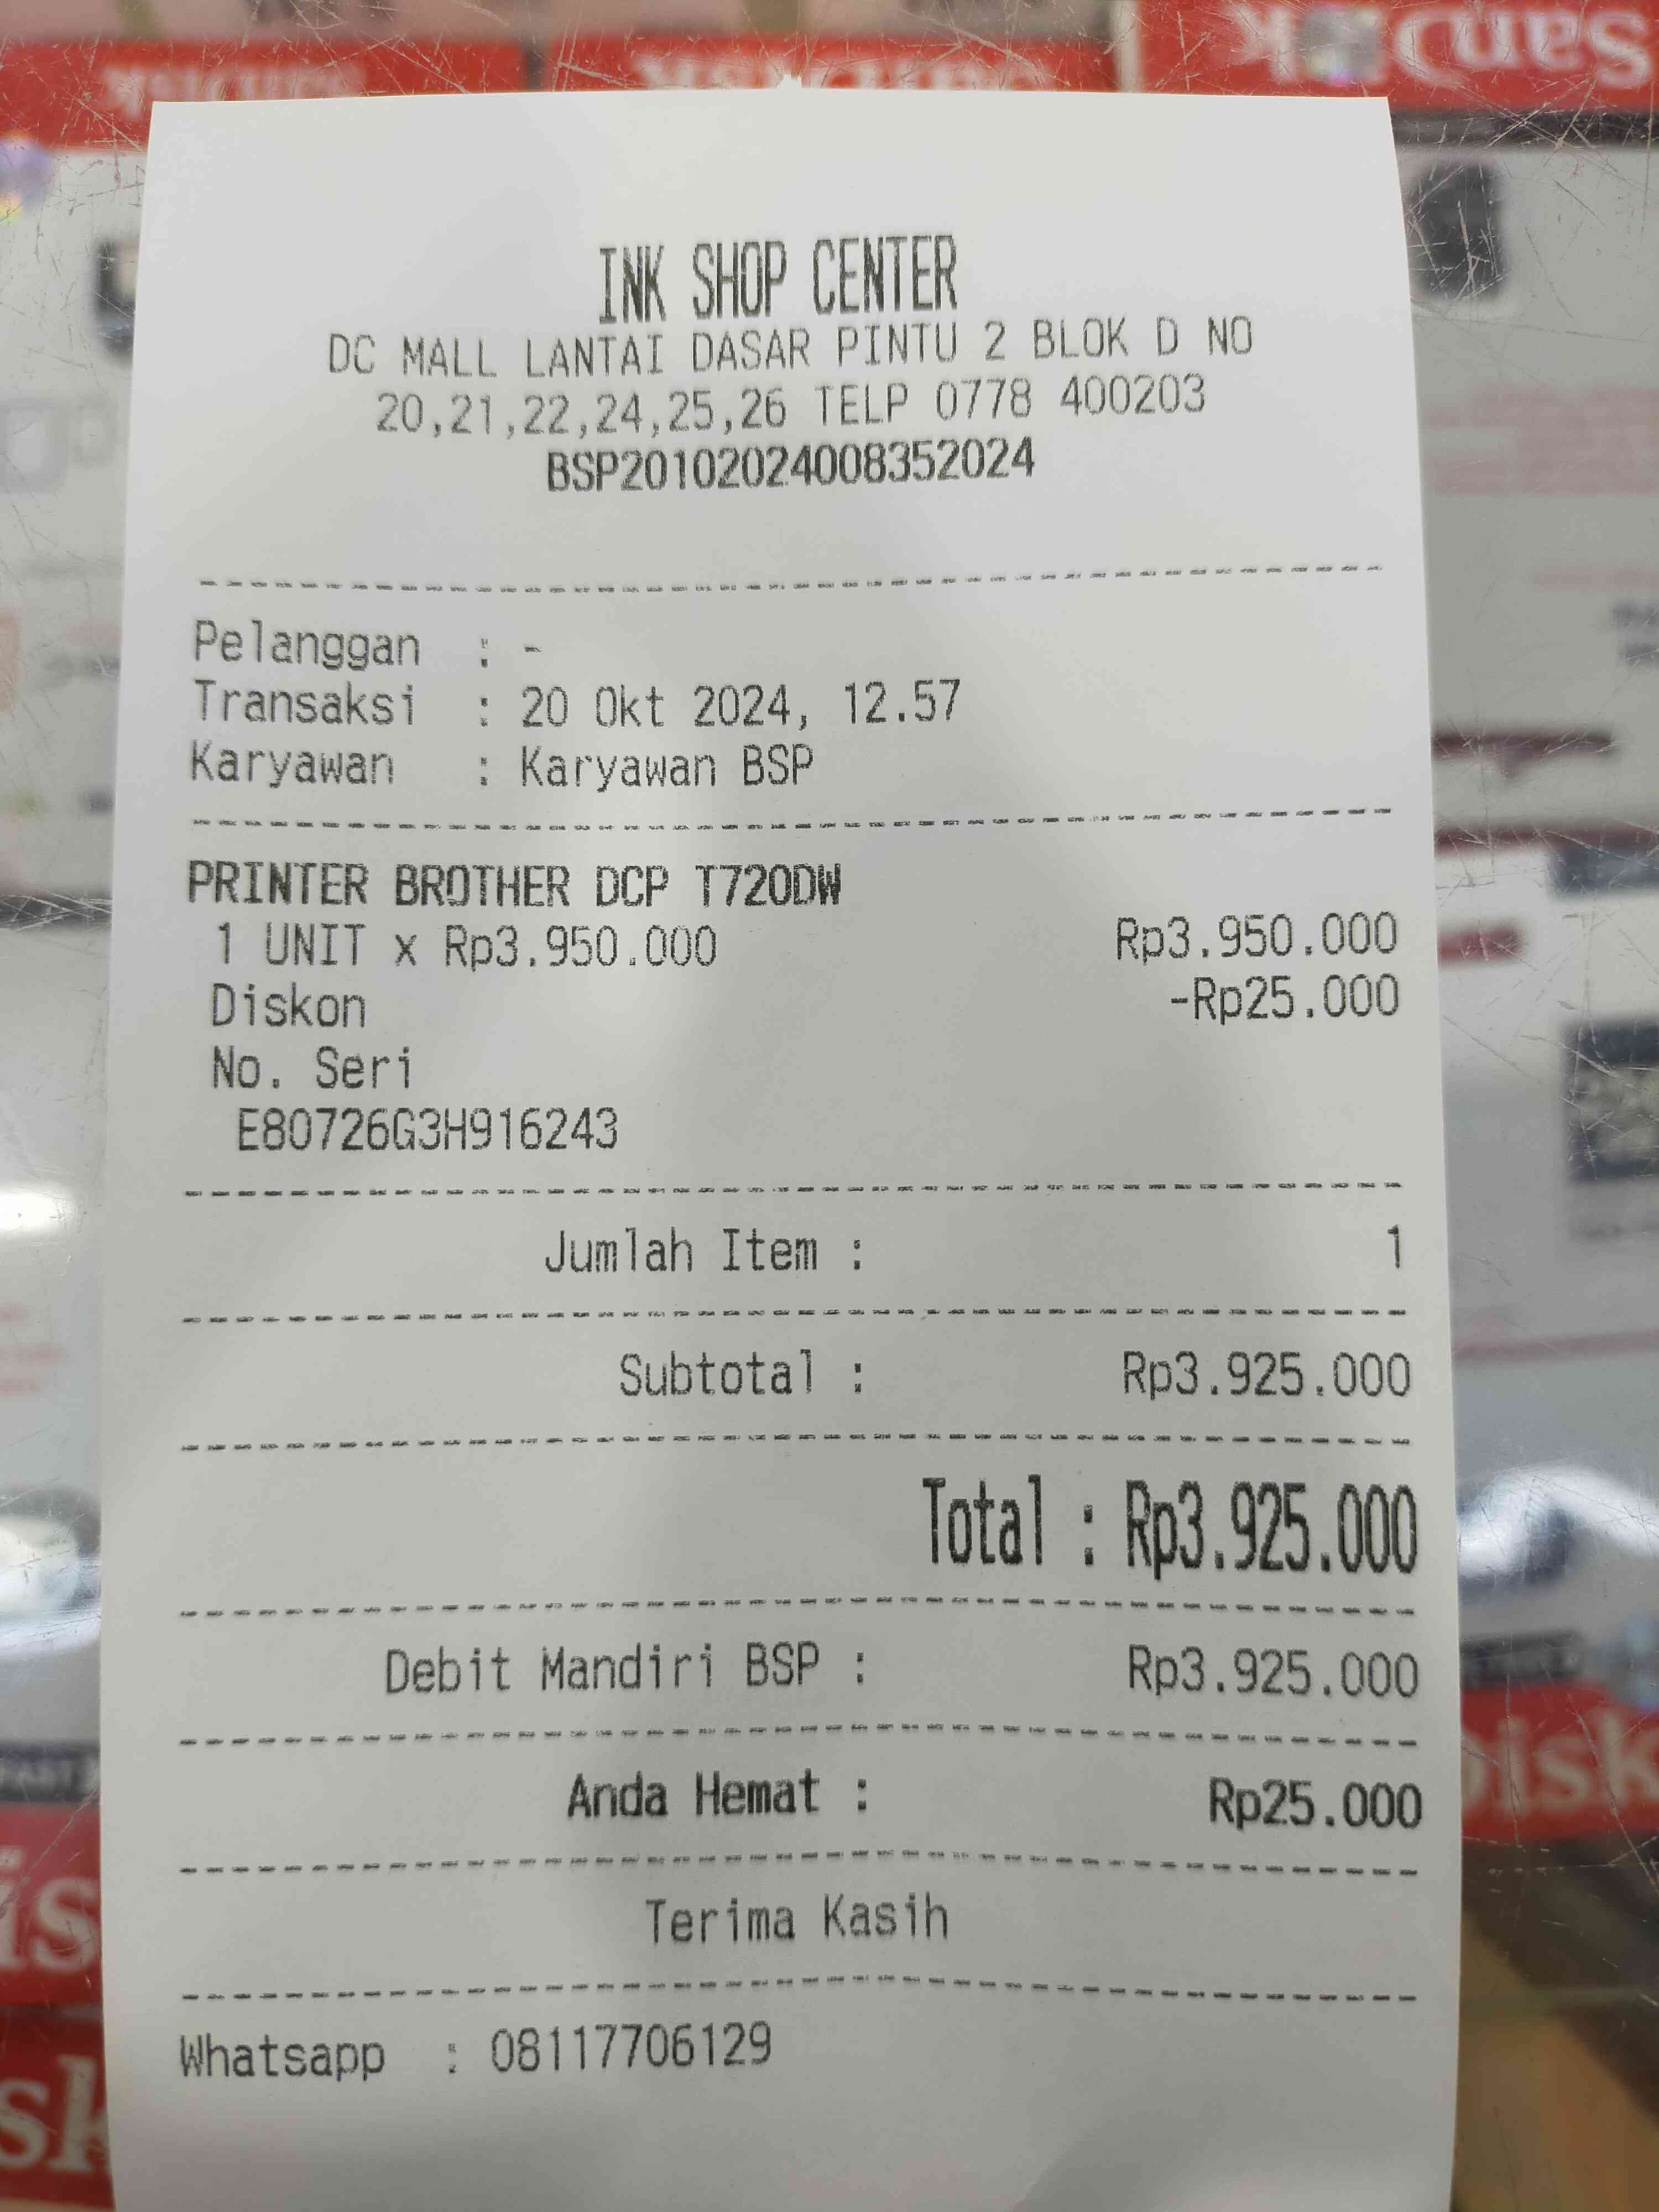 SanDisk
INK SHOP CENTER
DC MALL LANTAI DASAR PINTU 2 BLOK D NO
20,21,22,24,25,26 TELP 0778 400203
BSP20102024008352024
Pelanggan : -
Transaksi : 20 Okt 2024, 12.57
Karyawan : Karyawan BSP
PRINTER BROTHER DCP T720DW
1 UNIT x Rp3.950.000 Rp3.950.000
Diskon -Rp25.000
No. Seri
E80726G3H916243
Jumlah Item : 1
Subtotal : Rp3.925.000
Total : Rp3.925.000
Debit Mandiri BSP : Rp3.925.000
Anda Hemat : Rp25.000
Terima Kasih
Whatsapp : 08117706129